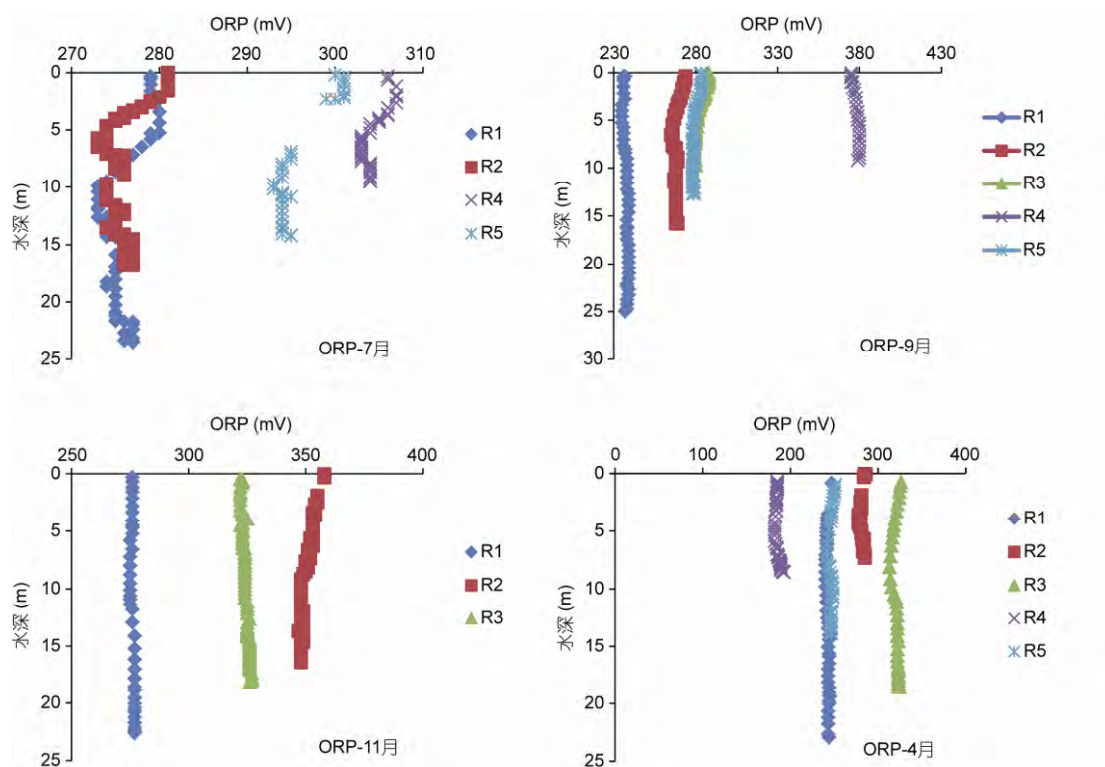 ORP (mV)
270 280 290 300 310
0
5
10
15
20
25
水深 (m)
R1
R2
R4
R5
ORP-7月
ORP (mV)
230 280 330 380 430
0
5
10
15
20
25
30
水深 (m)
R1
R2
R3
R4
R5
ORP-9月
ORP (mV)
250 300 350 400
0
5
10
15
20
25
水深 (m)
R1
R2
R3
ORP-11月
ORP (mV)
0 100 200 300 400
0
5
10
15
20
25
水深 (m)
R1
R2
R3
R4
R5
ORP-4月